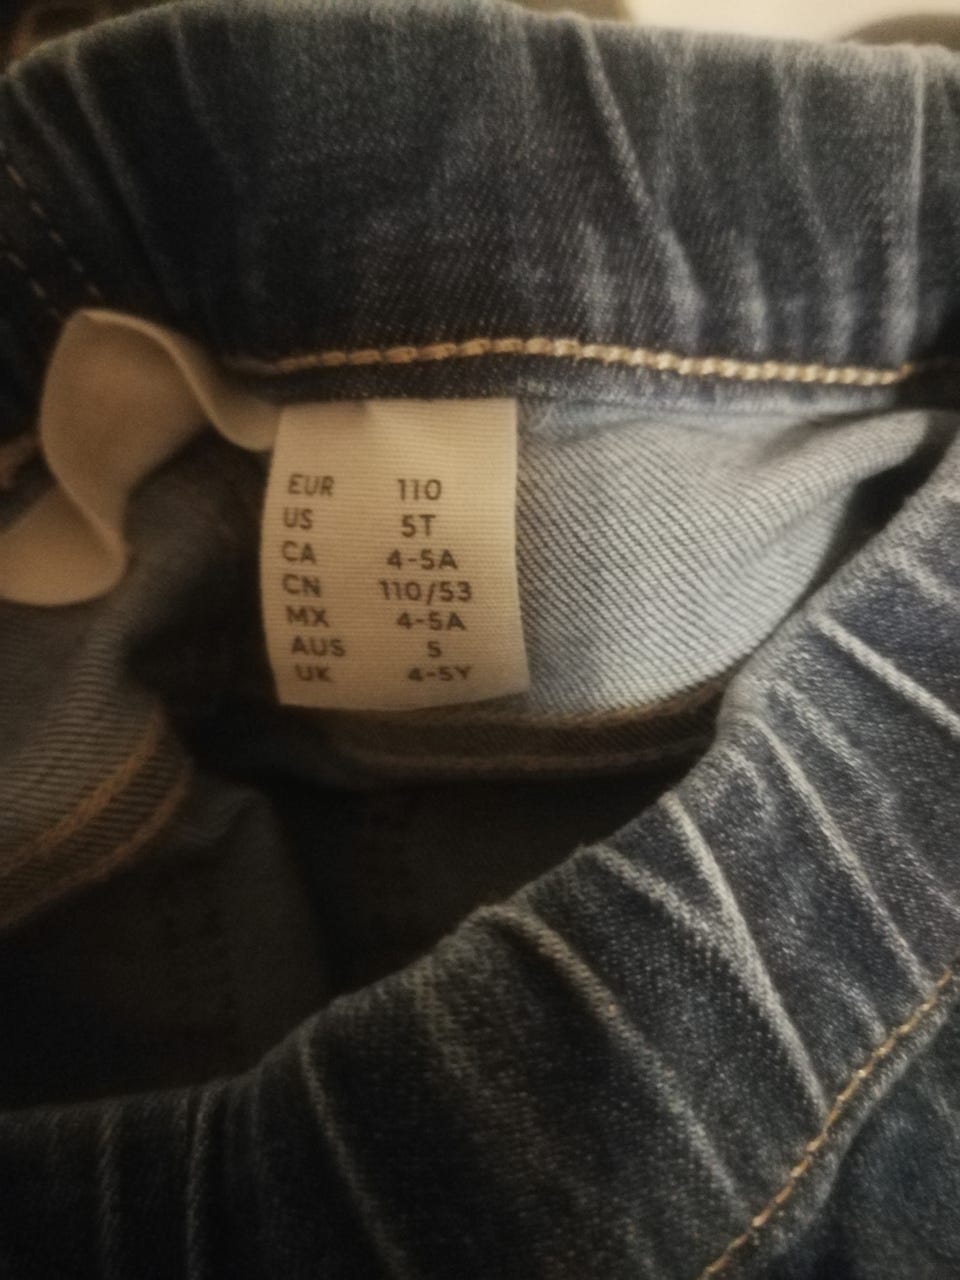 EUR 110
US 5T
CA 4-5A
CN 110/53
MX 4-5A
AUS 5
UK 4-5Y